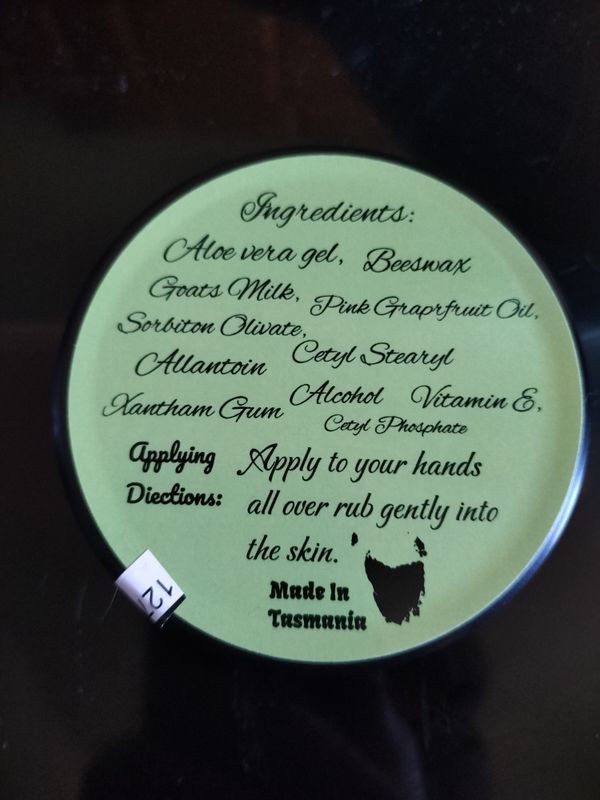 Ingredients:
Aloe vera gel, Beeswax
Goats Milk, Pink Graprfruit Oil,
Sorbiton Olivate,
Allantoin Cetyl Stearyl
Xantham Gum Alcohol Vitamin E,
Cetyl Phosphate
Applying Diections:
Apply to your hands
all over rub gently into
the skin.
Made In
Tasmania
12